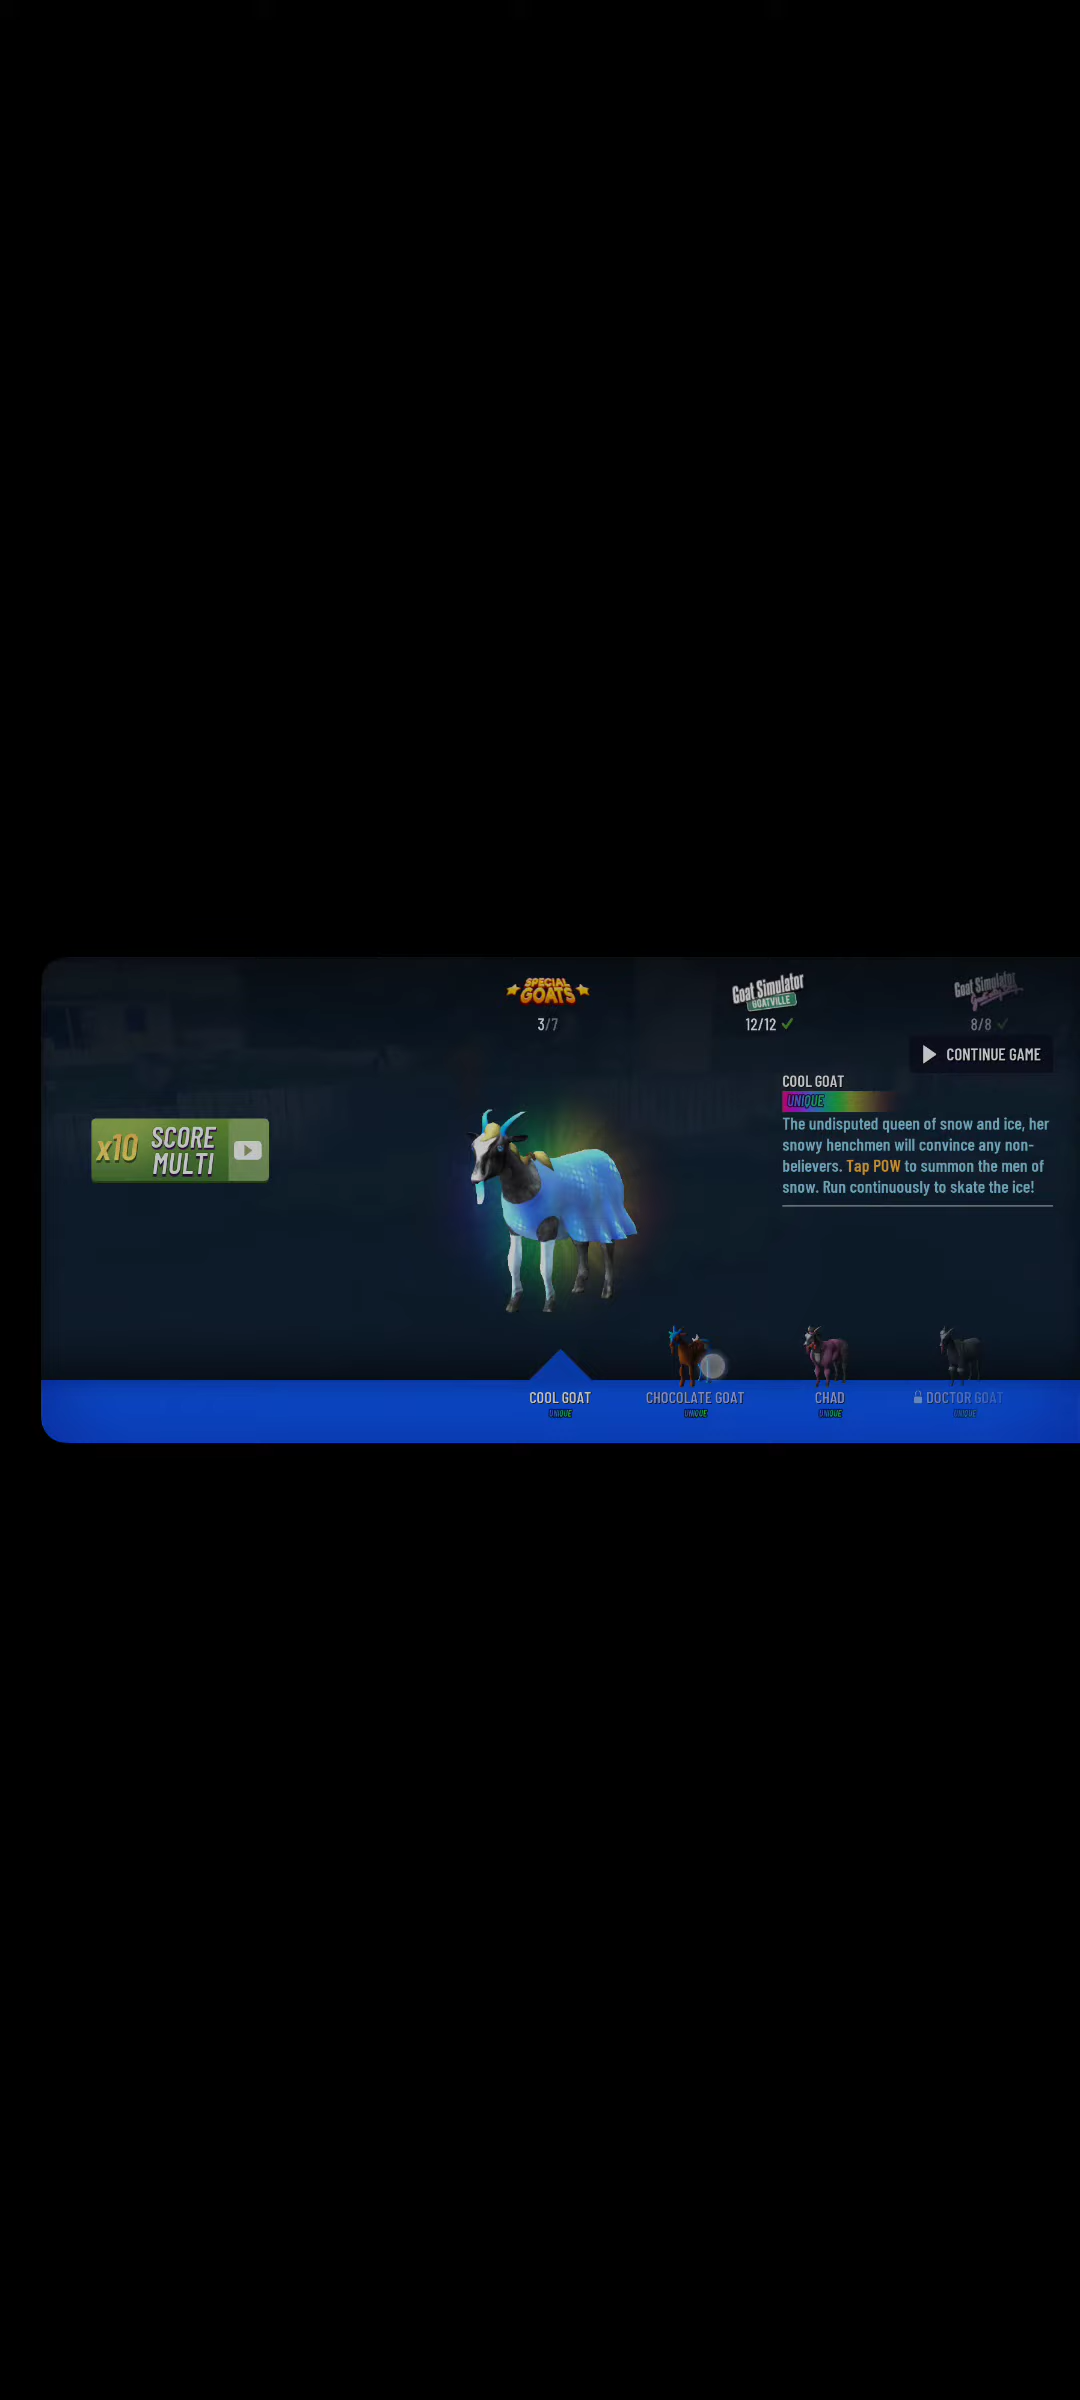 SPECIAL GOATS
3/7
Goat Simulator
GOATVILLE
12/12
Goat Simulator
8/8
CONTINUE GAME
COOL GOAT
UNIQUE
The undisputed queen of snow and ice, her
snowy henchmen will convince any non-
believers. Tap POW to summon the men of
snow. Run continuously to skate the ice!
x10 SCORE
MULTI
COOL GOAT
UNIQUE
CHOCOLATE GOAT
UNIQUE
CHAD
UNIQUE
DOCTOR GOAT
UNIQUE